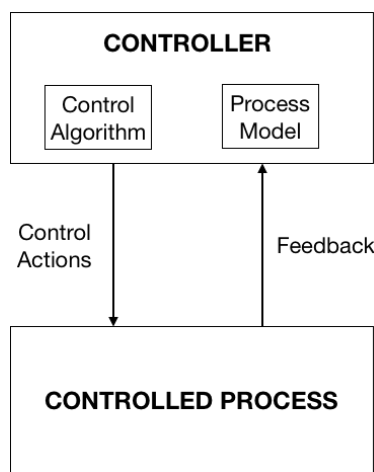 CONTROLLER
Control
Algorithm
Process
Model
Control
Actions
Feedback
CONTROLLED PROCESS